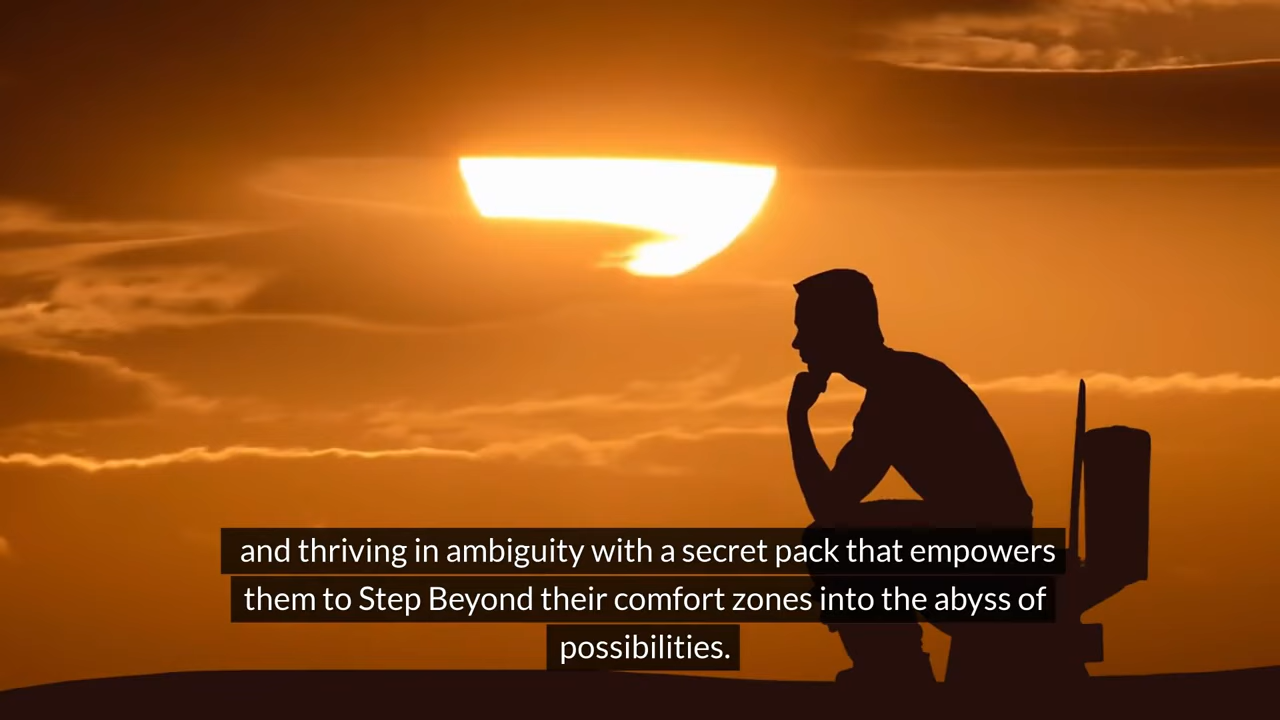 and thriving in ambiguity with a secret pack that empowers
them to Step Beyond their comfort zones into the abyss of
possibilities.